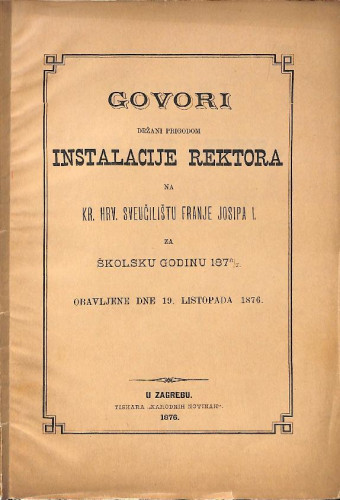 GOVORI
DRŽANI PRIGODOM
INSTALACIJE REKTORA
NA
KR. HRV. SVEUČILIŠTU FRANJE JOSIPA I.
ZA
ŠKOLSKU GODINU 187⁶/₇.
OBAVLJENE DNE 19. LISTOPADA 1876.
U ZAGREBU.
TISKARA „NARODNIH NOVINAH“.
1876.